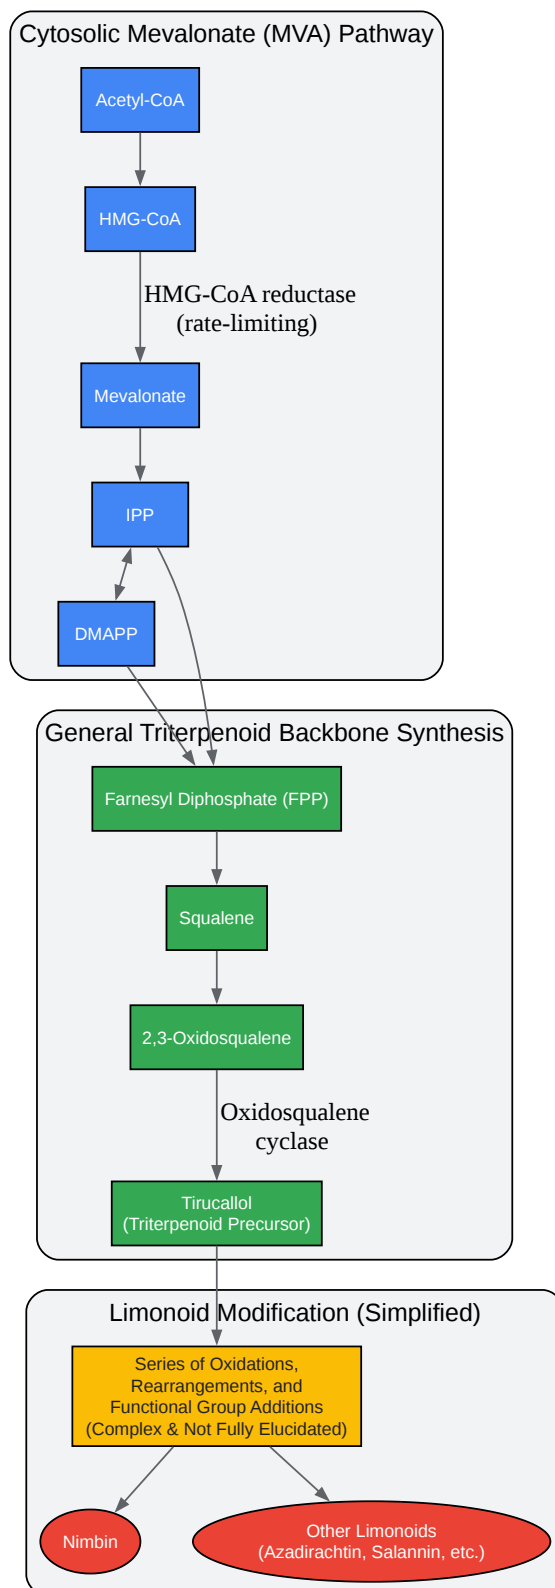 Cytosolic Mevalonate (MVA) Pathway
Acetyl-CoA
HMG-CoA
HMG-CoA reductase
(rate-limiting)
Mevalonate
IPP
DMAPP
General Triterpenoid Backbone Synthesis
Farnesyl Diphosphate (FPP)
Squalene
2,3-Oxidosqualene
Oxidosqualene
cyclase
Tirucallol
(Triterpenoid Precursor)
Limonoid Modification (Simplified)
Series of Oxidations,
Rearrangements, and
Functional Group Additions
(Complex & Not Fully Elucidated)
Nimbin
Other Limonoids
(Azadirachtin, Salannin, etc.)